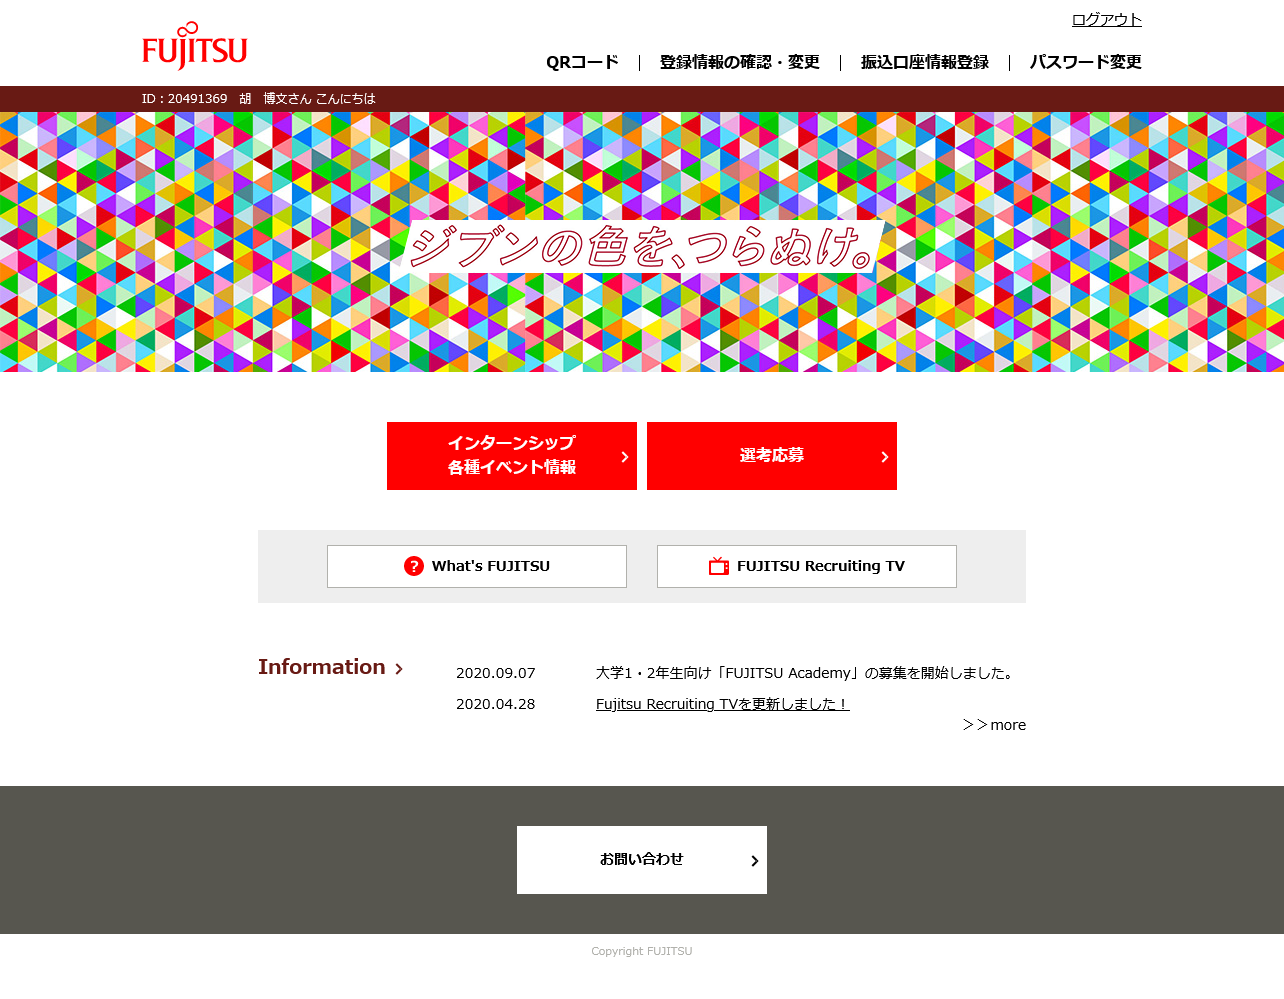 ログアウト
FUJITSU
QRコード
登録情報の確認・変更
振込口座情報登録
パスワード変更
ID：20491369　胡　博文さん こんにちは
ジブンの色を、つらぬけ。
インターンシップ
各種イベント情報
選考応募
What's FUJITSU
FUJITSU Recruiting TV
Information
2020.09.07 大学1・2年生向け「FUJITSU Academy」の募集を開始しました。
2020.04.28 Fujitsu Recruiting TVを更新しました！
＞＞more
お問い合わせ
Copyright FUJITSU